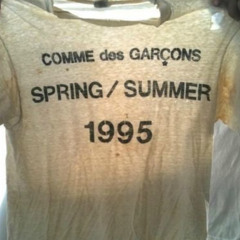 COMME des GARÇONS
SPRING / SUMMER
1995